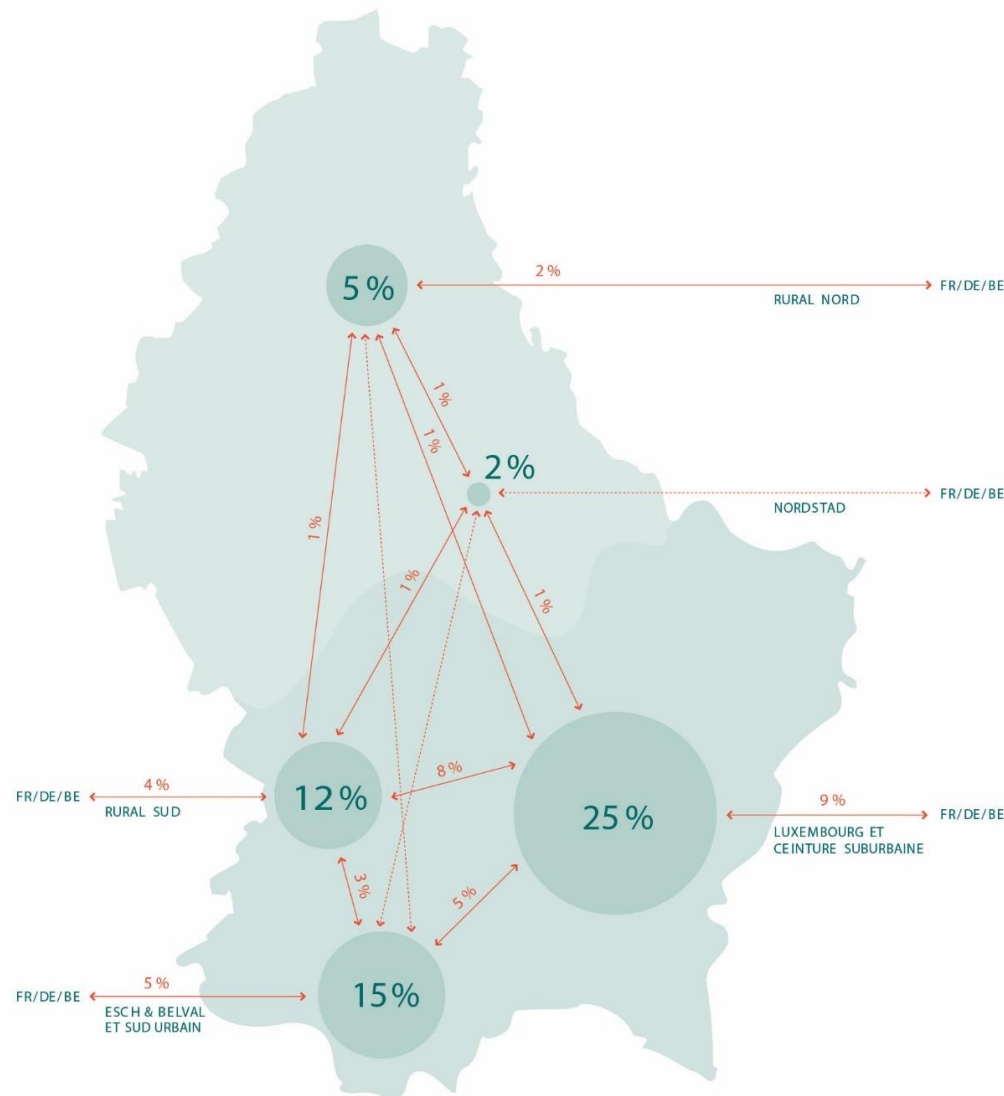 5 %
2 %
FR/DE/BE
RURAL NORD
1 %
1 %
2 %
FR/DE/BE
NORDSTAD
1 %
1 %
1 %
4 %
FR/DE/BE
RURAL SUD
12 %
8 %
25 %
9 %
FR/DE/BE
LUXEMBOURG ET
CEINTURE SUBURBAINE
3 %
5 %
5 %
FR/DE/BE
ESCH & BELVAL
ET SUD URBAIN
15 %